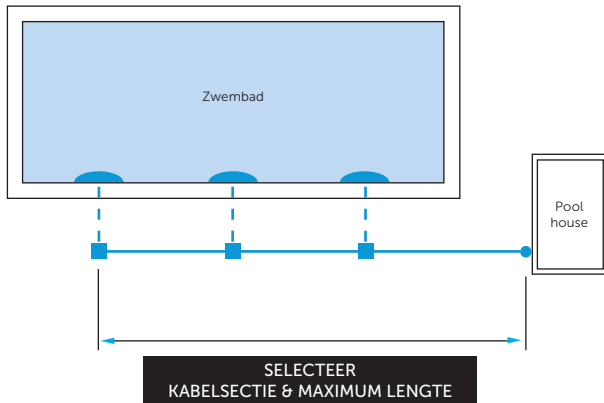 Zwembad
Pool
house
SELECTEER
KABELSECTIE & MAXIMUM LENGTE